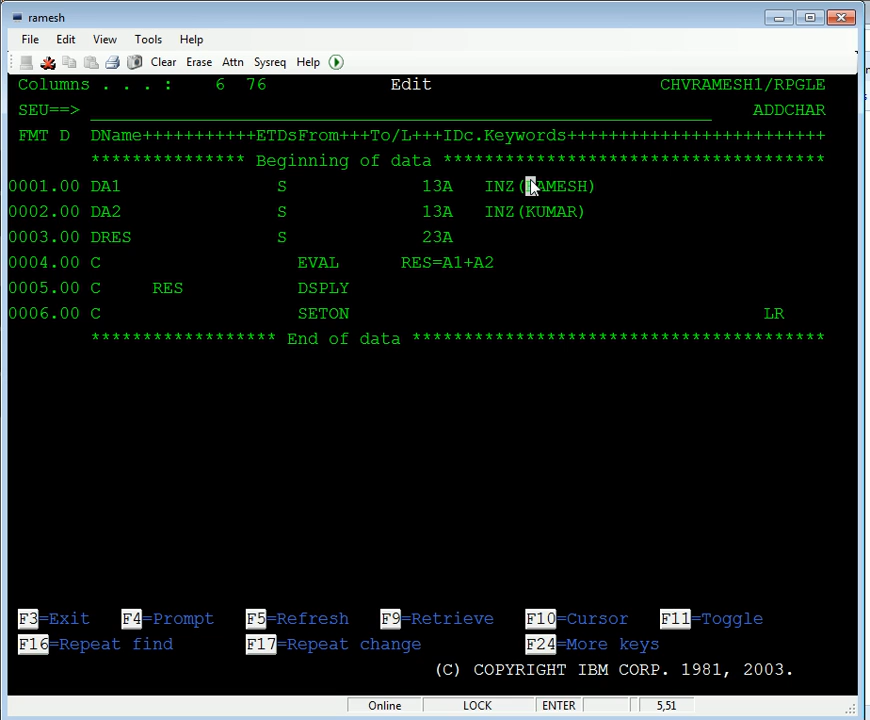 ramesh
File Edit View Tools Help
Clear Erase Attn Sysreq Help
Columns . . . : 6 76 Edit CHVRAMESH1/RPGLE
SEU==> ADDCHAR
FMT D DName+++++++++++ETDsFrom+++To/L+++IDc.Keywords+++++++++++++++++++++++++
*************** Beginning of data *************************************
0001.00 DA1 S 13A INZ(RAMESH)
0002.00 DA2 S 13A INZ(KUMAR)
0003.00 DRES S 23A
0004.00 C EVAL RES=A1+A2
0005.00 C RES DSPLY
0006.00 C SETON LR
****************** End of data ****************************************
F3=Exit F4=Prompt F5=Refresh F9=Retrieve F10=Cursor F11=Toggle
F16=Repeat find F17=Repeat change F24=More keys
(C) COPYRIGHT IBM CORP. 1981, 2003.
Online LOCK ENTER 5,51